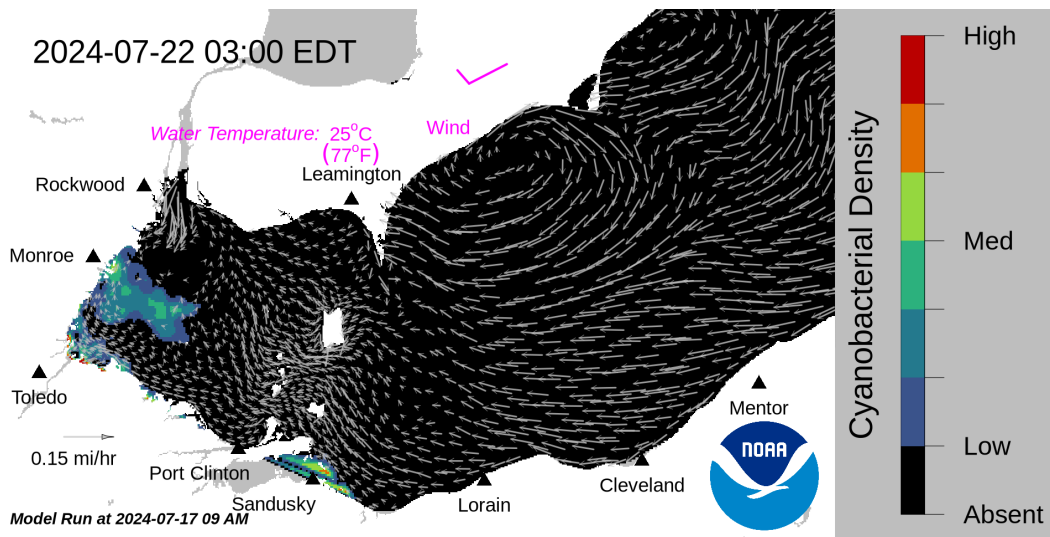 2024-07-22 03:00 EDT
Water Temperature: 25°C
(77°F)
Wind
Leamington
Rockwood
Monroe
Toledo
0.15 mi/hr
Port Clinton
Sandusky
Lorain
Cleveland
Mentor
NOAA
Model Run at 2024-07-17 09 AM
Cyanobacterial Density
High
Med
Low
Absent